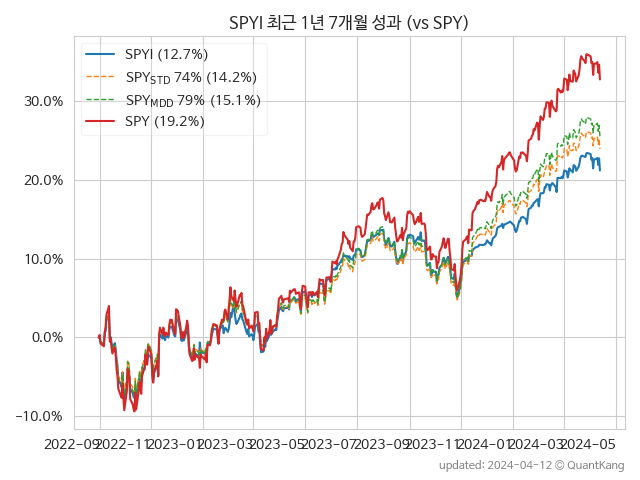 SPYI 최근 1년 7개월 성과 (vs SPY)
SPYI (12.7%)
SPY_STD 74% (14.2%)
SPY_MDD 79% (15.1%)
SPY (19.2%)
30.0%
20.0%
10.0%
0.0%
−10.0%
2022-09 2022-11 2023-01 2023-03 2023-05 2023-07 2023-09 2023-11 2024-01 2024-03 2024-05
updated: 2024-04-12 © QuantKang